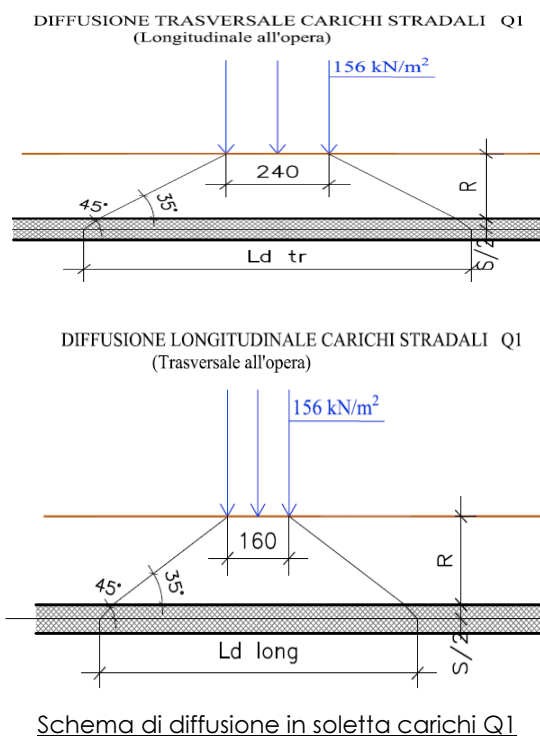 DIFFUSIONE TRASVERSALE CARICHI STRADALI Q1
(Longitudinale all'opera)
156 kN/m²
240
R
45°
35°
Ld tr
S/2
DIFFUSIONE LONGITUDINALE CARICHI STRADALI Q1
(Trasversale all'opera)
156 kN/m²
160
R
45°
35°
Ld long
S/2
Schema di diffusione in soletta carichi Q1